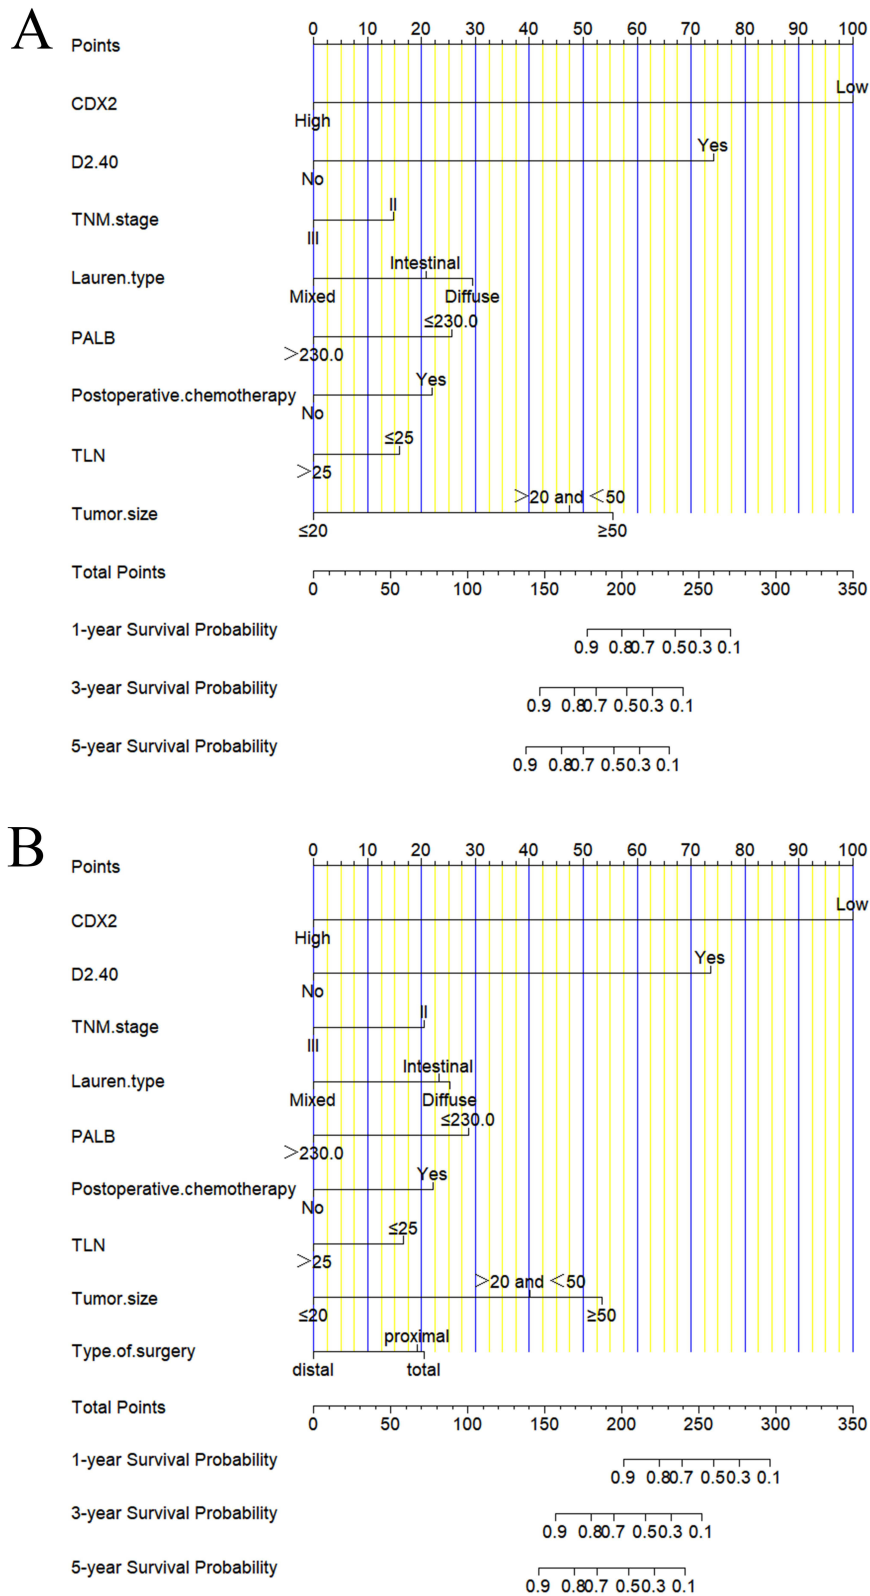 A
Points 0 10 20 30 40 50 60 70 80 90 100
CDX2 Low
High
D2.40 Yes
No
TNM.stage II
III
Lauren.type Intestinal
Mixed Diffuse
PALB ≤230.0
>230.0
Postoperative.chemotherapy Yes
No
TLN ≤25
>25
Tumor.size >20 and <50
≤20 ≥50
Total Points 0 50 100 150 200 250 300 350
1-year Survival Probability
0.9 0.8 0.7 0.5 0.3 0.1
3-year Survival Probability
0.9 0.8 0.7 0.5 0.3 0.1
5-year Survival Probability
0.9 0.8 0.7 0.5 0.3 0.1
B
Points 0 10 20 30 40 50 60 70 80 90 100
CDX2 Low
High
D2.40 Yes
No
TNM.stage II
III
Lauren.type Intestinal
Mixed Diffuse
PALB ≤230.0
>230.0
Postoperative.chemotherapy Yes
No
TLN ≤25
>25
Tumor.size >20 and <50
≤20 ≥50
Type.of.surgery proximal
distal total
Total Points 0 50 100 150 200 250 300 350
1-year Survival Probability
0.9 0.8 0.7 0.5 0.3 0.1
3-year Survival Probability
0.9 0.8 0.7 0.5 0.3 0.1
5-year Survival Probability
0.9 0.8 0.7 0.5 0.3 0.1